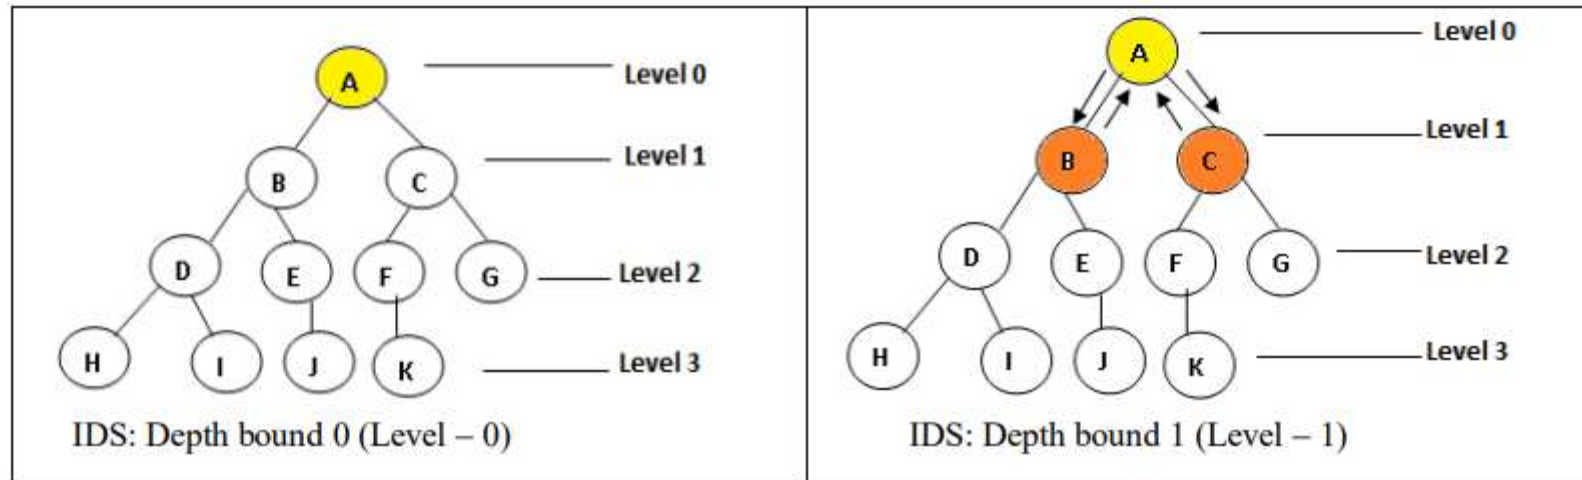 A
Level 0
B
C
Level 1
D
E
F
G
Level 2
H
I
J
K
Level 3
IDS: Depth bound 0 (Level – 0)
A
Level 0
B
C
Level 1
D
E
F
G
Level 2
H
I
J
K
Level 3
IDS: Depth bound 1 (Level – 1)